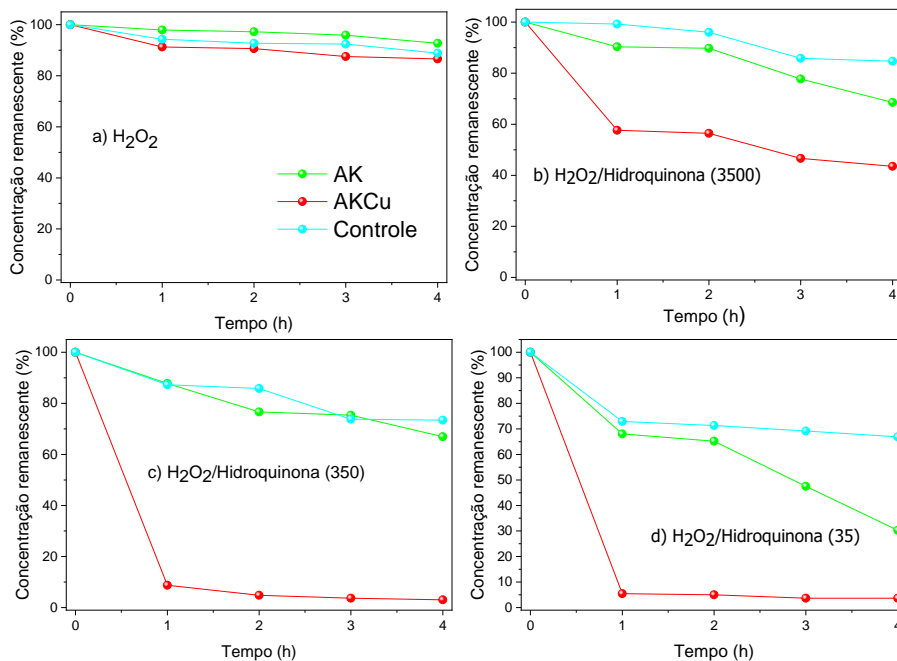 Concentração remanescente (%)
100
80
60
40
20
0
a) H₂O₂
AK
AKCu
Controle
0 1 2 3 4
Tempo (h)
Concentração remanescente (%)
100
80
60
40
20
0
b) H₂O₂/Hidroquinona (3500)
0 1 2 3 4
Tempo (h)
Concentração remanescente (%)
100
80
60
40
20
0
c) H₂O₂/Hidroquinona (350)
0 1 2 3 4
Tempo (h)
Concentração remanescente (%)
100
90
80
70
60
50
40
30
20
10
0
d) H₂O₂/Hidroquinona (35)
0 1 2 3 4
Tempo (h)